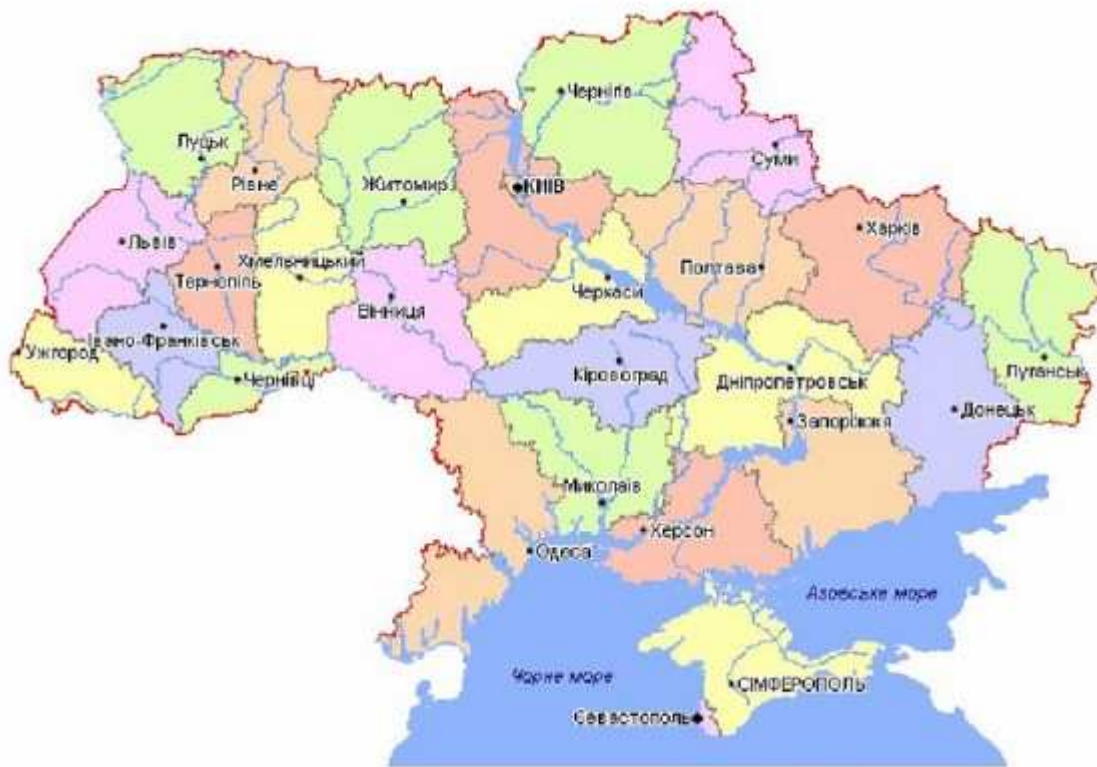 Чернігів
Луцьк
Суми
Рівне
Житомир
КИЇВ
Львів
Харків
Хмельницький
Тернопіль
Полтава
Черкаси
Вінниця
Івано-Франківськ
Ужгород
Чернівці
Кіровоград
Дніпропетровськ
Луганськ
Донецьк
Запоріжжя
Миколаїв
Херсон
Одеса
Азовське море
Чорне море
СІМФЕРОПОЛЬ
Севастополь